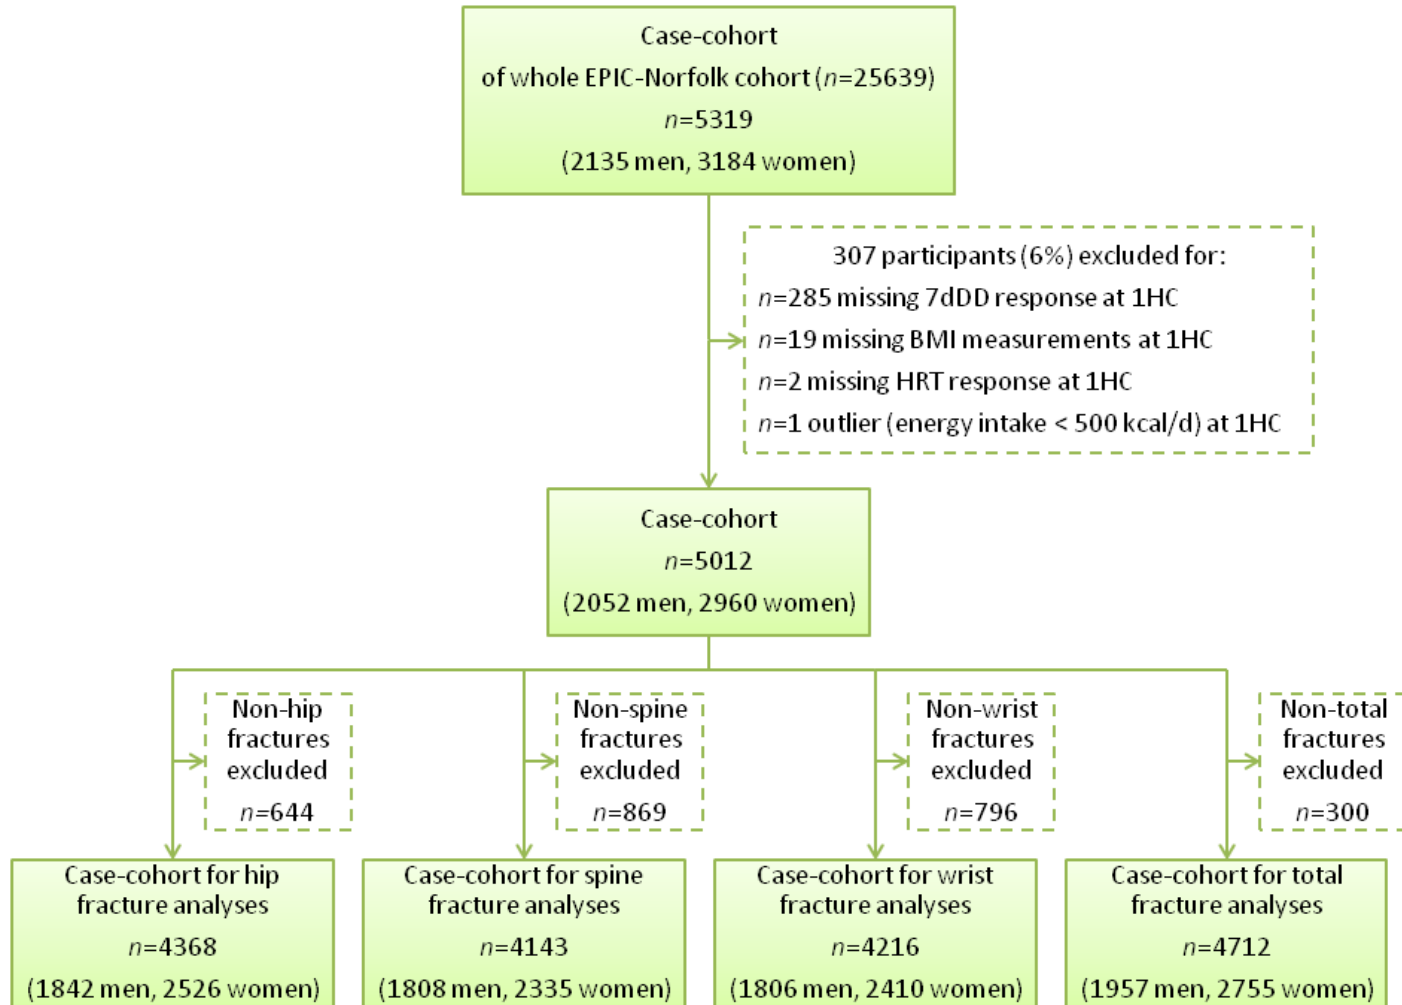 Case-cohort
of whole EPIC-Norfolk cohort (n=25639)
n=5319
(2135 men, 3184 women)
307 participants (6%) excluded for:
n=285 missing 7dDD response at 1HC
n=19 missing BMI measurements at 1HC
n=2 missing HRT response at 1HC
n=1 outlier (energy intake < 500 kcal/d) at 1HC
Case-cohort
n=5012
(2052 men, 2960 women)
Non-hip
fractures
excluded
n=644
Non-spine
fractures
excluded
n=869
Non-wrist
fractures
excluded
n=796
Non-total
fractures
excluded
n=300
Case-cohort for hip
fracture analyses
n=4368
(1842 men, 2526 women)
Case-cohort for spine
fracture analyses
n=4143
(1808 men, 2335 women)
Case-cohort for wrist
fracture analyses
n=4216
(1806 men, 2410 women)
Case-cohort for total
fracture analyses
n=4712
(1957 men, 2755 women)